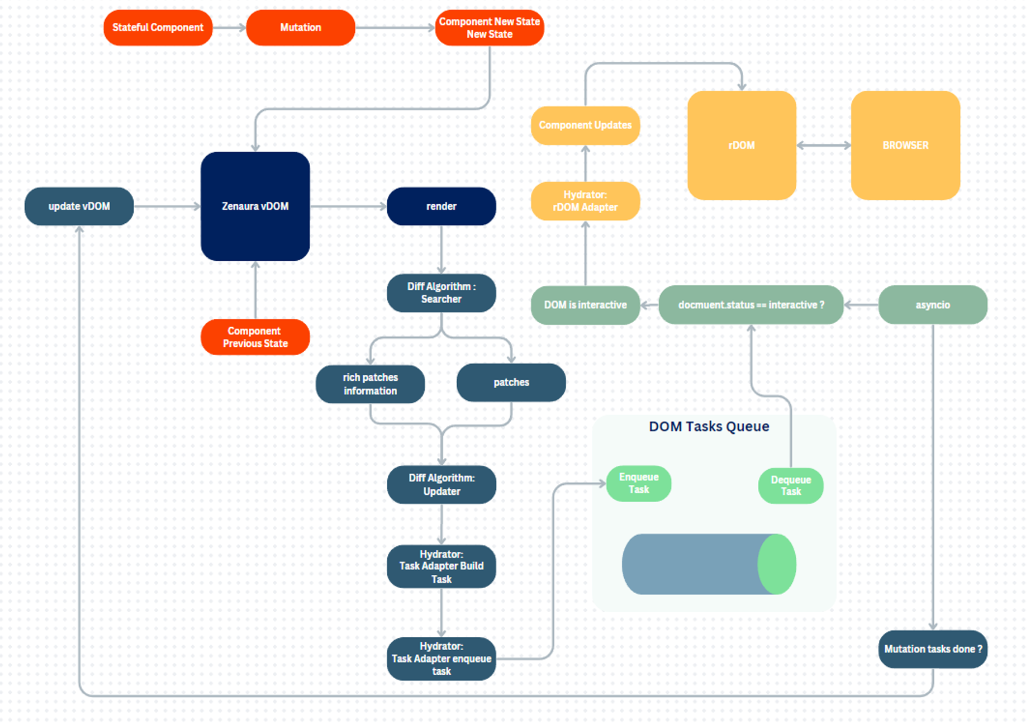 Stateful Component
Mutation
Component New State
New State
Component Updates
rDOM
BROWSER
update vDOM
Zenaura vDOM
render
Hydrator:
rDOM Adapter
Diff Algorithm :
Searcher
DOM is interactive
docmuent.status == interactive ?
asyncio
Component
Previous State
rich patches
information
patches
DOM Tasks Queue
Diff Algorithm:
Updater
Enqueue
Task
Dequeue
Task
Hydrator:
Task Adapter Build
Task
Hydrator:
Task Adapter enqueue
task
Mutation tasks done ?